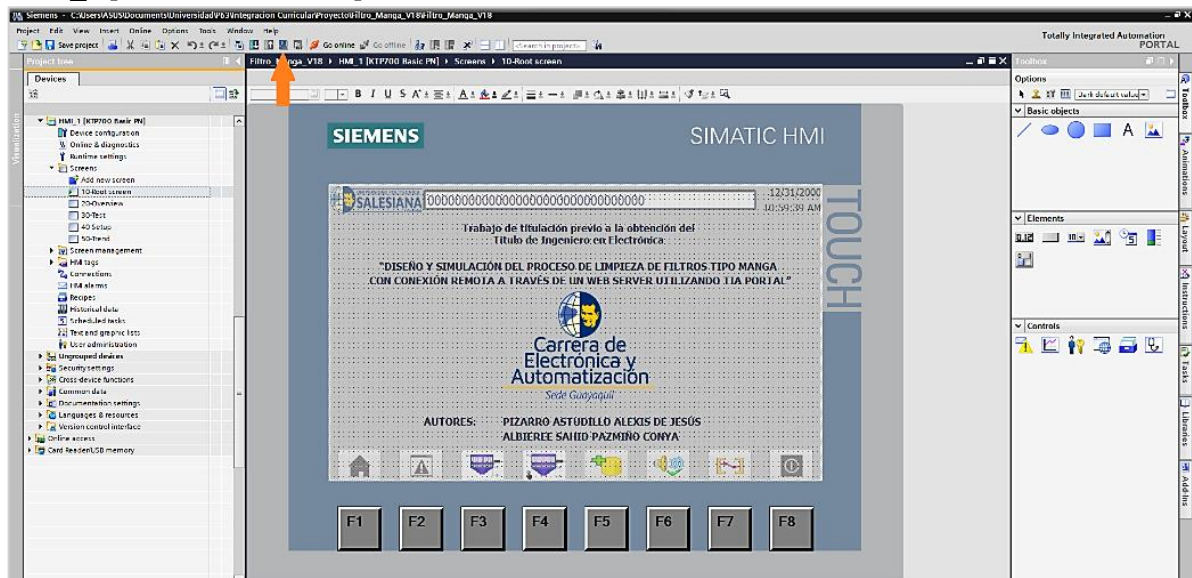 Siemens - C:\Users\ASUS\Documents\Universidad\P63\Integracion Curricular\Proyecto\Filtro_Manga_V18\Filtro_Manga_V18
Project Edit View Insert Online Options Tools Window Help
Save project
Go online Go offline
<Search in project>
Totally Integrated Automation
PORTAL
Project tree
Filtro_Manga_V18 HMI_1 [KTP700 Basic PN] Screens 10-Root screen
Toolbox
Devices
Options
B I U S A
Visualization
HMI_1 [KTP700 Basic PN]
Device configuration
Online & diagnostics
Runtime settings
Screens
Add new screen
10-Root screen
20-Overview
30-Test
40 Setup
50-Trend
Screen management
HMI tags
Connections
HMI alarms
Recipes
Historical data
Scheduled tasks
Text and graphic lists
User administration
Ungrouped devices
Security settings
Cross-device functions
Common data
Documentation settings
Languages & resources
Version control interface
Online access
Card Reader/USB memory
SIEMENS
SIMATIC HMI
TOUCH
SALESIANA
12/31/2000
10:59:39 AM
Trabajo de titulación previo a la obtención del
Titulo de Ingeniero en Electrónica
"DISEÑO Y SIMULACIÓN DEL PROCESO DE LIMPIEZA DE FILTROS TIPO MANGA
CON CONEXIÓN REMOTA A TRAVÉS DE UN WEB SERVER UTILIZANDO TIA PORTAL"
Carrera de
Electrónica y
Automatización
Sede Guayaquil
AUTORES: PIZARRO ASTUDILLO ALEXIS DE JESÚS
ALBIEREE SAHID PAZMIÑO CONYA
F1 F2 F3 F4 F5 F6 F7 F8
Basic objects
A
Elements
Controls
Toolbox
Animations
Layout
Instructions
Tasks
Libraries
Add-Ins